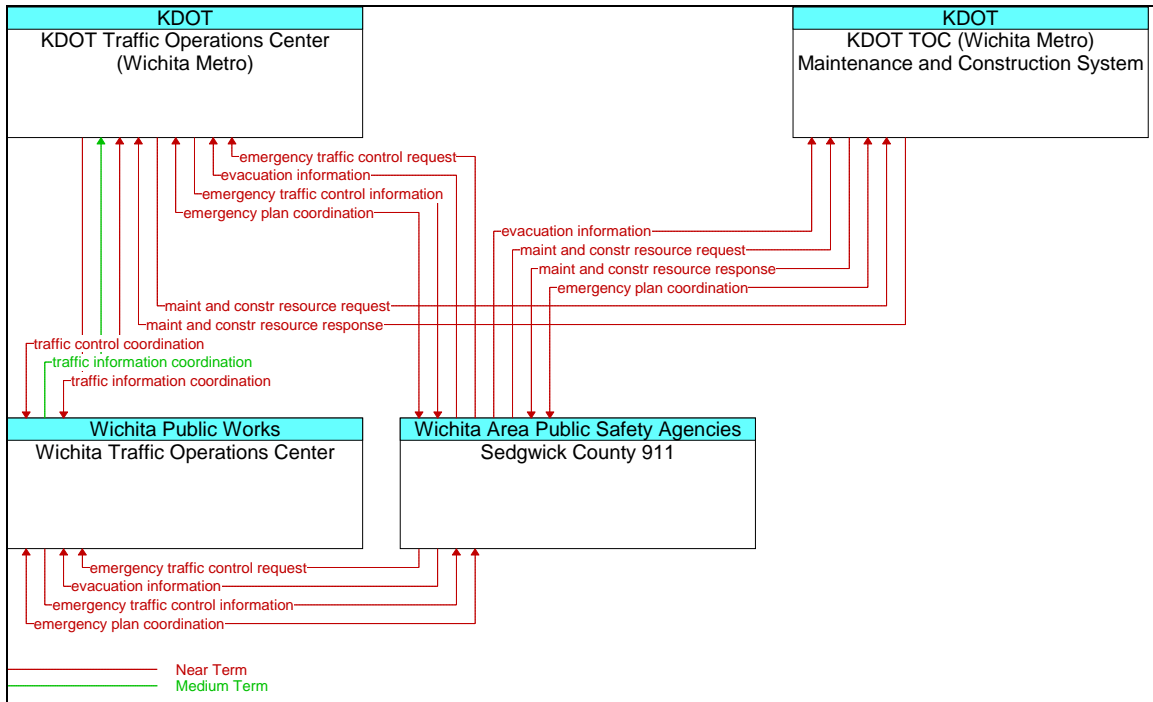 KDOT
KDOT Traffic Operations Center
(Wichita Metro)
KDOT
KDOT TOC (Wichita Metro)
Maintenance and Construction System
emergency traffic control request
evacuation information
emergency traffic control information
emergency plan coordination
evacuation information
maint and constr resource request
maint and constr resource response
emergency plan coordination
maint and constr resource request
maint and constr resource response
traffic control coordination
traffic information coordination
traffic information coordination
Wichita Public Works
Wichita Traffic Operations Center
Wichita Area Public Safety Agencies
Sedgwick County 911
emergency traffic control request
evacuation information
emergency traffic control information
emergency plan coordination
Near Term
Medium Term